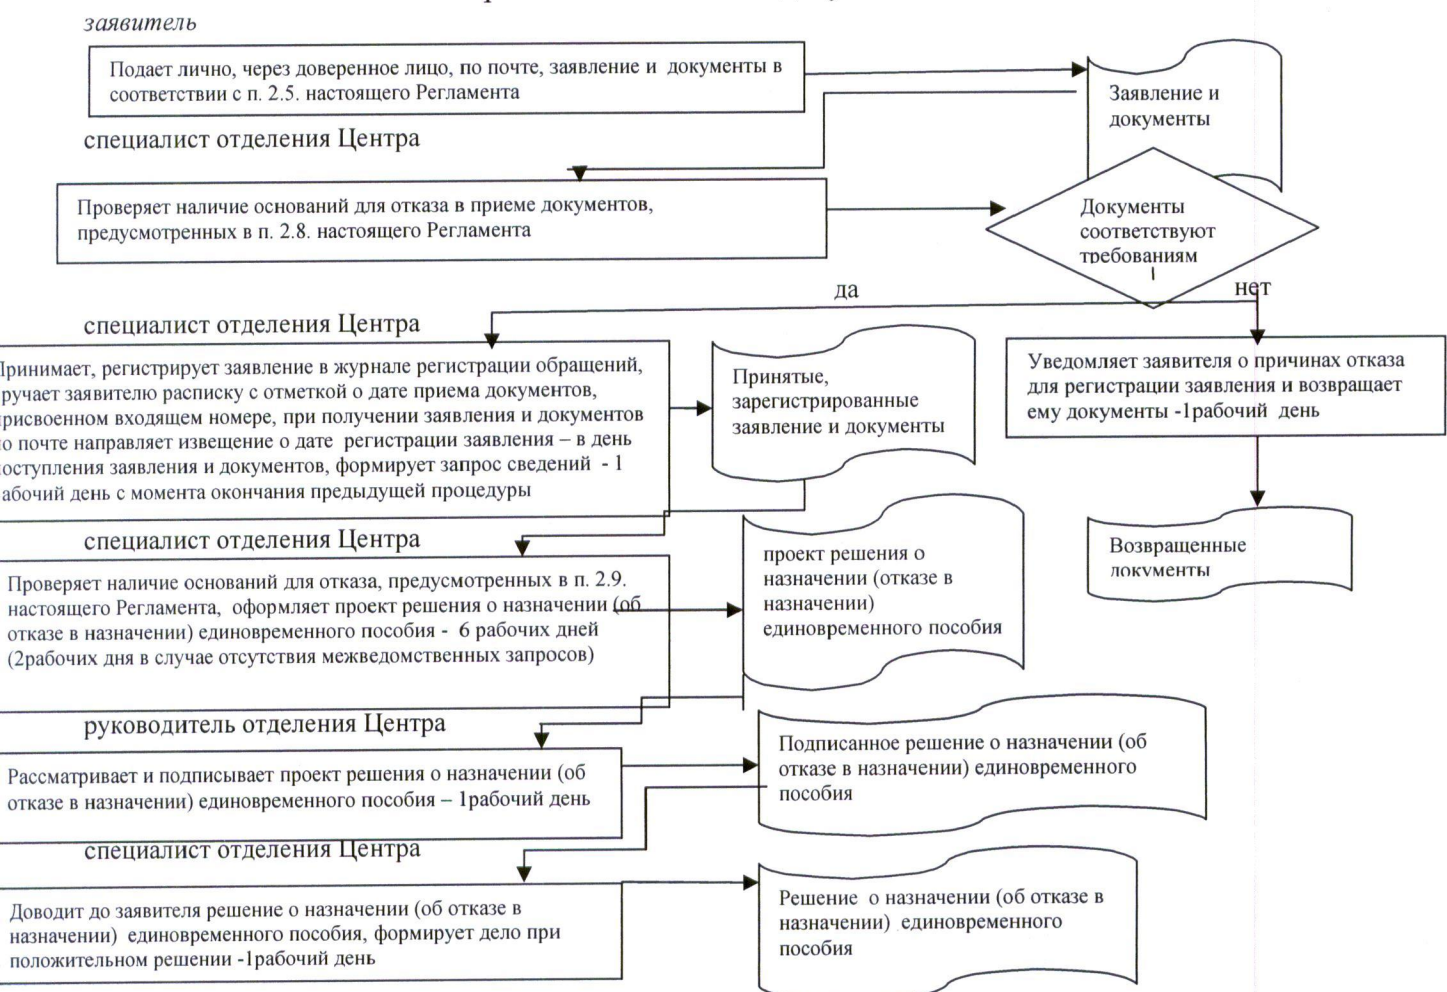 заявитель
Подает лично, через доверенное лицо, по почте, заявление и документы в
соответствии с п. 2.5. настоящего Регламента
Заявление и
документы
специалист отделения Центра
Проверяет наличие оснований для отказа в приеме документов,
предусмотренных в п. 2.8. настоящего Регламента
Документы
соответствуют
требованиям
да
нет
специалист отделения Центра
Принимает, регистрирует заявление в журнале регистрации обращений,
ручает заявителю расписку с отметкой о дате приема документов,
присвоенном входящем номере, при получении заявления и документов
о почте направляет извещение о дате регистрации заявления – в день
оступления заявления и документов, формирует запрос сведений - 1
абочий день с момента окончания предыдущей процедуры
Принятые,
зарегистрированные
заявление и документы
Уведомляет заявителя о причинах отказа
для регистрации заявления и возвращает
ему документы -1рабочий день
Возвращенные
документы
специалист отделения Центра
Проверяет наличие оснований для отказа, предусмотренных в п. 2.9.
настоящего Регламента, оформляет проект решения о назначении (об
отказе в назначении) единовременного пособия - 6 рабочих дней
(2рабочих дня в случае отсутствия межведомственных запросов)
проект решения о
назначении (отказе в
назначении)
единовременного пособия
руководитель отделения Центра
Рассматривает и подписывает проект решения о назначении (об
отказе в назначении) единовременного пособия – 1рабочий день
Подписанное решение о назначении (об
отказе в назначении) единовременного
пособия
специалист отделения Центра
Доводит до заявителя решение о назначении (об отказе в
назначении) единовременного пособия, формирует дело при
положительном решении -1рабочий день
Решение о назначении (об отказе в
назначении) единовременного
пособия